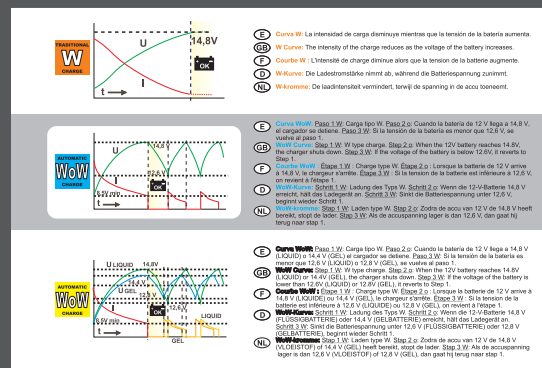 TRADITIONAL
W
CHARGE
U
14,8V
OK
I
t
E Curva W: La intensidad de carga disminuye mientras que la tensión de la bateria aumenta.
GB W Curve: The intensity of the charge reduces as the voltage of the battery increases.
F Courbe W : L'intensité de charge diminue alors que la tension de la batterie augmente.
D W-Kurve: Die Ladestromstärke nimmt ab, während die Batteriespannung zunimmt.
NL W-kromme: De laadintensiteit vermindert, terwijl de spanning in de accu toeneemt.
AUTOMATIC
WoW
CHARGE
U
14,8 V
12,6 V
OK
I
t
E Curva WoW: Paso 1 W: Carga tipo W. Paso 2 o: Cuando la batería de 12 V llega a 14,8 V,
el cargador se detiene. Paso 3 W: Si la tensión de la batería es menor que 12,6 V, se
vuelve al paso 1.
GB WoW Curve: Step 1 W: W type charge. Step 2 o: When the 12V battery reaches 14.8V,
the charger shuts down. Step 3 W: If the voltage of the battery is below 12.6V, it reverts to
Step 1.
F Courbe WoW : Étape 1 W : Charge type W. Étape 2 o : Lorsque la batterie de 12 V arrive
à 14,8 V, le chargeur s'arrête. Étape 3 W : Si la tension de la batterie est inférieure à 12,6 V,
on revient à l'étape 1.
D WoW-Kurve: Schritt 1 W: Ladung des Typs W. Schritt 2 o: Wenn die 12-V-Batterie 14,8 V
erreicht, hält das Ladegerät an. Schritt 3 W: Sinkt die Batteriespannung unter 12,6 V,
beginnt wieder Schritt 1.
NL WoW-kromme: Stap 1 W: Laden type W. Stap 2 o: Zodra de accu van 12 V de 14,8 V heeft
bereikt, stopt de lader. Stap 3 W: Als de accuspanning lager is dan 12,6 V, dan gaat hij
terug naar stap 1.
AUTOMATIC
WoW
CHARGE
U LIQUID
14,8V
14,4 V
U GEL
12,8 V
12,6 V
OK
LIQUID
GEL
t
E Curva WoW: Paso 1 W: Carga tipo W. Paso 2 o: Cuando la batería de 12 V llega a 14,8 V
(LIQUID) o 14,4 V (GEL) el cargador se detiene. Paso 3 W: Si la tensión de la batería es
menor que 12,6 V (LIQUID) o 12,8 V (GEL), se vuelve al paso 1.
GB WoW Curve: Step 1 W: W type charge. Step 2 o: When the 12V battery reaches 14.8V
(LIQUID) or 14.4V (GEL), the charger shuts down. Step 3 W: If the voltage of the battery is
lower than 12.6V (LIQUID) or 12.8V (GEL), it reverts to Step 1.
F Courbe WoW : Étape 1 W : Charge type W. Étape 2 o : Lorsque la batterie de 12 V arrive à
14,8 V (LIQUIDE) ou 14,4 V (GEL), le chargeur s'arrête. Étape 3 W : Si la tension de la
batterie est inférieure à 12,6 V (LIQUIDE) ou 12,8 V (GEL), on revient à l'étape 1.
D WoW-Kurve: Schritt 1 W: Ladung des Typs W. Schritt 2 o: Wenn die 12-V-Batterie 14,8 V
(FLÜSSIGBATTERIE) oder 14,4 V (GELBATTERIE) erreicht, hält das Ladegerät an.
Schritt 3 W: Sinkt die Batteriespannung unter 12,6 V (FLÜSSIGBATTERIE) oder 12,8 V
(GELBATTERIE), beginnt wieder Schritt 1.
NL WoW-kromme: Stap 1 W: Laden type W. Stap 2 o: Zodra de accu van 12 V de 14,8 V
(VLOEISTOF) of 14,4 V (GEL) heeft bereikt, stopt de lader. Stap 3 W: Als de accuspanning
lager is dan 12,6 V (VLOEISTOF) of 12,8 V (GEL), dan gaat hij terug naar stap 1.